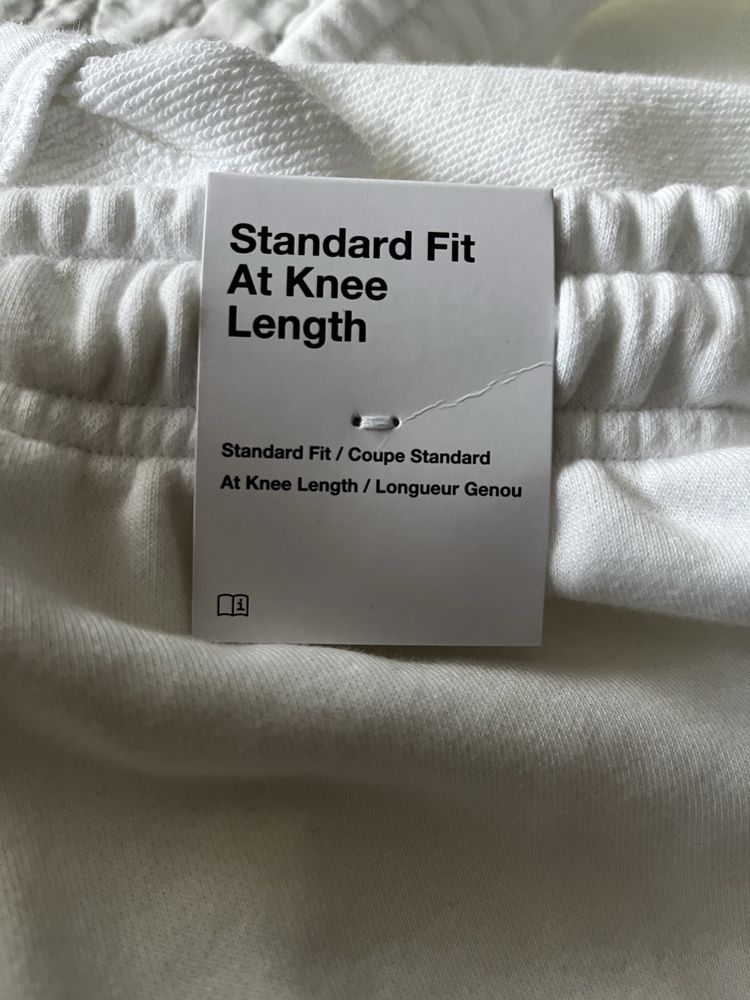 Standard Fit
At Knee
Length
Standard Fit / Coupe Standard
At Knee Length / Longueur Genou
i